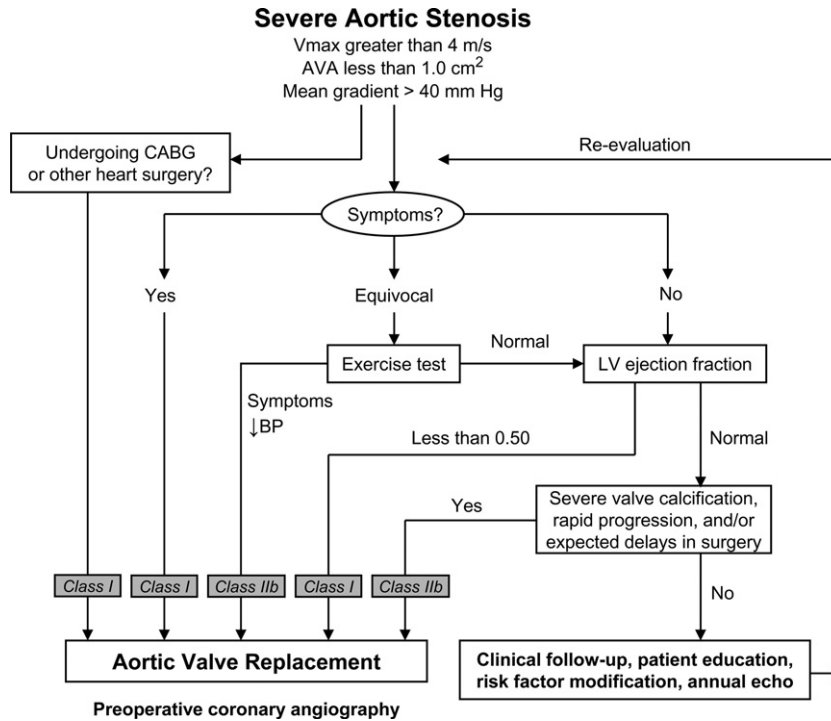 Severe Aortic Stenosis
Vmax greater than 4 m/s
AVA less than 1.0 cm²
Mean gradient > 40 mm Hg
Undergoing CABG
or other heart surgery?
Re-evaluation
Symptoms?
Yes
Equivocal
No
Exercise test
Normal
LV ejection fraction
Symptoms
↓BP
Less than 0.50
Normal
Yes
Severe valve calcification,
rapid progression, and/or
expected delays in surgery
Class I
Class I
Class IIb
Class I
Class IIb
No
Aortic Valve Replacement
Clinical follow-up, patient education,
risk factor modification, annual echo
Preoperative coronary angiography